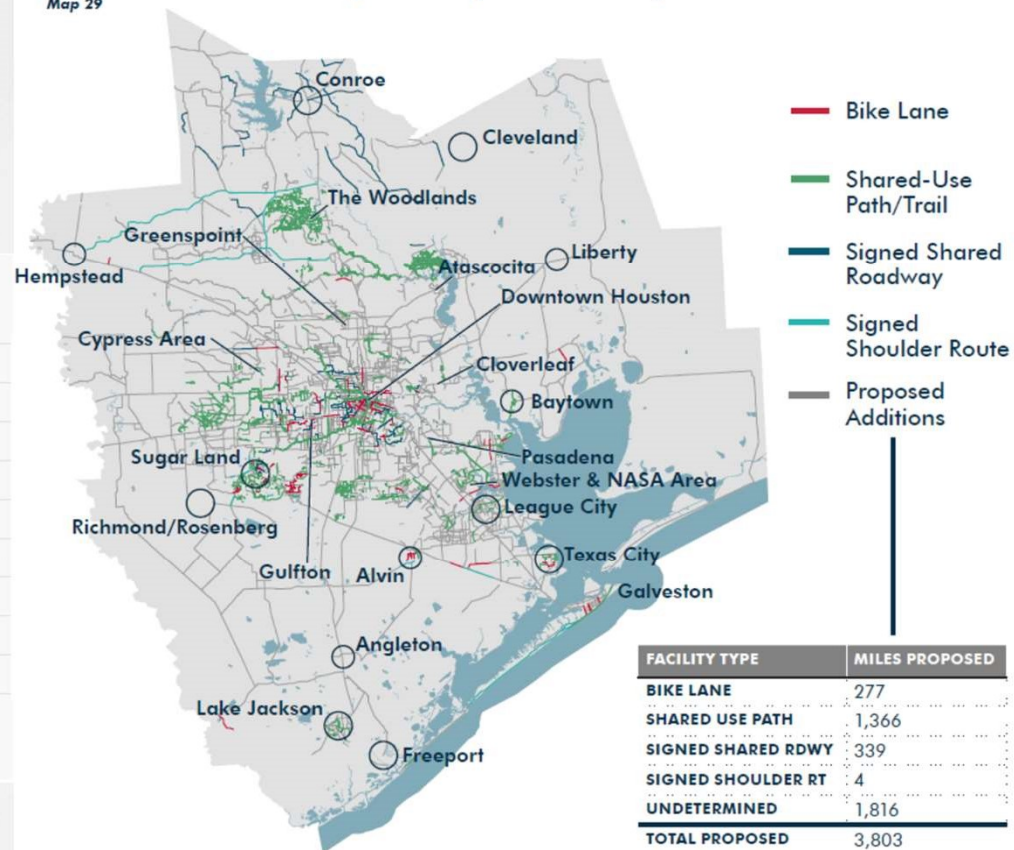 Map 29
Conroe
Cleveland
The Woodlands
Greenspoint
Liberty
Hempstead
Atascocita
Downtown Houston
Cypress Area
Cloverleaf
Baytown
Sugar Land
Pasadena
Webster & NASA Area
League City
Richmond/Rosenberg
Texas City
Gulfton
Alvin
Galveston
Angleton
Lake Jackson
Freeport
Bike Lane
Shared-Use
Path/Trail
Signed Shared
Roadway
Signed
Shoulder Route
Proposed
Additions
FACILITY TYPE MILES PROPOSED
BIKE LANE 277
SHARED USE PATH 1,366
SIGNED SHARED RDWY 339
SIGNED SHOULDER RT 4
UNDETERMINED 1,816
TOTAL PROPOSED 3,803